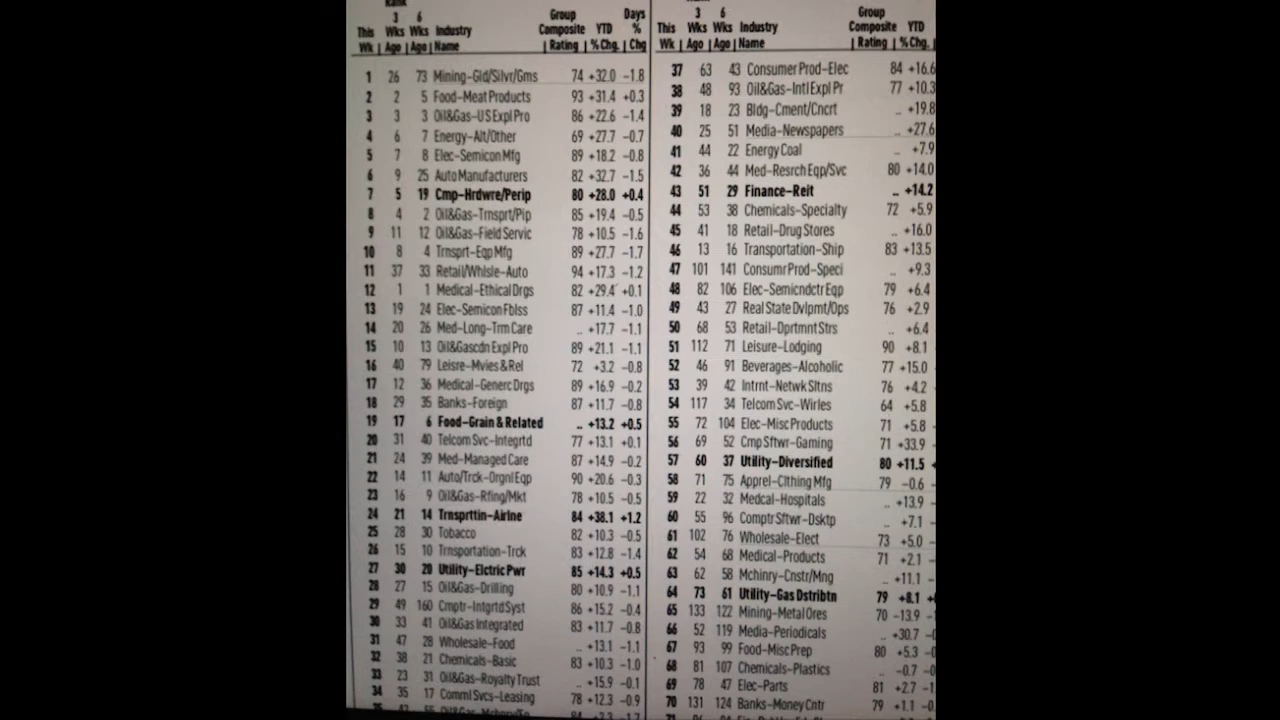 Rank Group Days
3 6 Composite YTD %
This Wks Wks Industry
Wk | Ago | Ago | Name | Rating | % Chg. | Chg
1 26 73 Mining–Gld/Silvr/Gms 74 +32.0 –1.8
2 2 5 Food–Meat Products 93 +31.4 +0.3
3 3 3 Oil&Gas–US Expl Pro 86 +22.6 –1.4
4 6 7 Energy–Alt/Other 69 +27.7 –0.7
5 7 8 Elec–Semicon Mfg 89 +18.2 –0.8
6 9 25 Auto Manufacturers 82 +32.7 –1.5
7 5 19 Cmp–Hrdwre/Perip 80 +28.0 +0.4
8 4 2 Oil&Gas–Trnsprt/Pip 85 +19.4 –0.5
9 11 12 Oil&Gas–Field Servic 78 +10.5 –1.6
10 8 4 Trnsprt–Eqp Mfg 89 +27.7 –1.7
11 37 33 Retail/Whlsle–Auto 94 +17.3 –1.2
12 1 1 Medical–Ethical Drgs 82 +29.4 +0.1
13 19 24 Elec–Semicon Fblss 87 +11.4 –1.0
14 20 26 Med–Long–Trm Care .. +17.7 –1.1
15 10 13 Oil&Gascdn Expl Pro 89 +21.1 –1.1
16 40 79 Leisre–Mvies & Rel 72 +3.2 –0.8
17 12 36 Medical–Generc Drgs 89 +16.9 –0.2
18 29 35 Banks–Foreign 87 +11.7 –0.8
19 17 6 Food–Grain & Related .. +13.2 +0.5
20 31 40 Telcom Svc–Integrtd 77 +13.1 +0.1
21 24 39 Med–Managed Care 87 +14.9 –0.2
22 14 11 Auto/Trck–Orgnl Eqp 90 +20.6 –0.3
23 16 9 Oil&Gas–Rfing/Mkt 78 +10.5 –0.5
24 21 14 Trnsprttin–Airlne 84 +38.1 +1.2
25 28 30 Tobacco 82 +10.3 –0.5
26 15 10 Trnsportation–Trck 83 +12.8 –1.4
27 30 20 Utility–Elctric Pwr 85 +14.3 +0.5
28 27 15 Oil&Gas–Drilling 80 +10.9 –1.1
29 49 160 Cmptr–Intgrtd Syst 86 +15.2 –0.4
30 33 41 Oil&Gas Integrated 83 +11.7 –0.8
31 47 28 Wholesale–Food .. +13.1 –1.1
32 38 21 Chemicals–Basic 83 +10.3 –1.0
33 23 31 Oil&Gas–Royalty Trust .. +15.9 –0.1
34 35 17 Comml Svcs–Leasing 78 +12.3 –0.9
Group
3 6 Composite YTD
This Wks Wks Industry
Wk | Ago | Ago | Name | Rating | % Chg.
37 63 43 Consumer Prod–Elec 84 +16.6
38 48 93 Oil&Gas–Intl Expl Pr 77 +10.3
39 18 23 Bldg–Cment/Cncrt .. +19.8
40 25 51 Media–Newspapers .. +27.6
41 44 22 Energy Coal .. +7.9
42 36 44 Med–Resrch Eqp/Svc 80 +14.0
43 51 29 Finance–Reit .. +14.2
44 53 38 Chemicals–Specialty 72 +5.9
45 41 18 Retail–Drug Stores .. +16.0
46 13 16 Transportation–Ship 83 +13.5
47 101 141 Consumr Prod–Speci .. +9.3
48 82 106 Elec–Semicndctr Eqp 79 +6.4
49 43 27 Real State Dvlpmt/Ops 76 +2.9
50 68 53 Retail–Dprtmnt Strs .. +6.4
51 112 71 Leisure–Lodging 90 +8.1
52 46 91 Beverages–Alcoholic 77 +15.0
53 39 42 Intrnt–Netwk Sltns 76 +4.2
54 117 34 Telcom Svc–Wirles 64 +5.8
55 72 104 Elec–Misc Products 71 +5.8
56 69 52 Cmp Sftwr–Gaming 71 +33.9
57 60 37 Utility–Diversified 80 +11.5
58 71 75 Apprel–Clthing Mfg 79 –0.6
59 22 32 Medcal–Hospitals .. +13.9
60 55 96 Comptr Sftwr–Dsktp .. +7.1
61 102 76 Wholesale–Elect 73 +5.0
62 54 68 Medical–Products 71 +2.1
63 62 58 Mchinry–Cnstr/Mng .. +11.1
64 73 61 Utility–Gas Dstribtn 79 +8.1
65 133 122 Mining–Metal Ores 70 –13.9
66 52 119 Media–Periodicals .. +30.7
67 93 99 Food–Misc Prep 80 +5.3
68 81 107 Chemicals–Plastics .. –0.7
69 78 47 Elec–Parts 81 +2.7
70 131 124 Banks–Money Cntr 79 +1.1